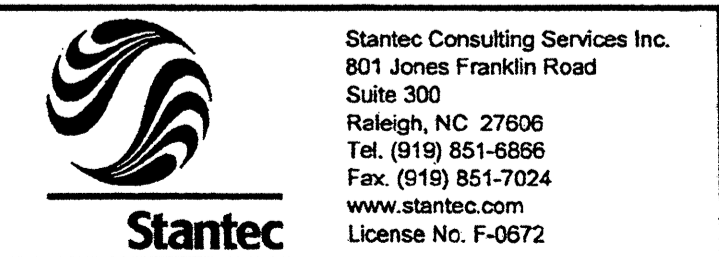 Stantec
Stantec Consulting Services Inc.
801 Jones Franklin Road
Suite 300
Raleigh, NC 27606
Tel. (919) 851-6866
Fax. (919) 851-7024
www.stantec.com
License No. F-0672